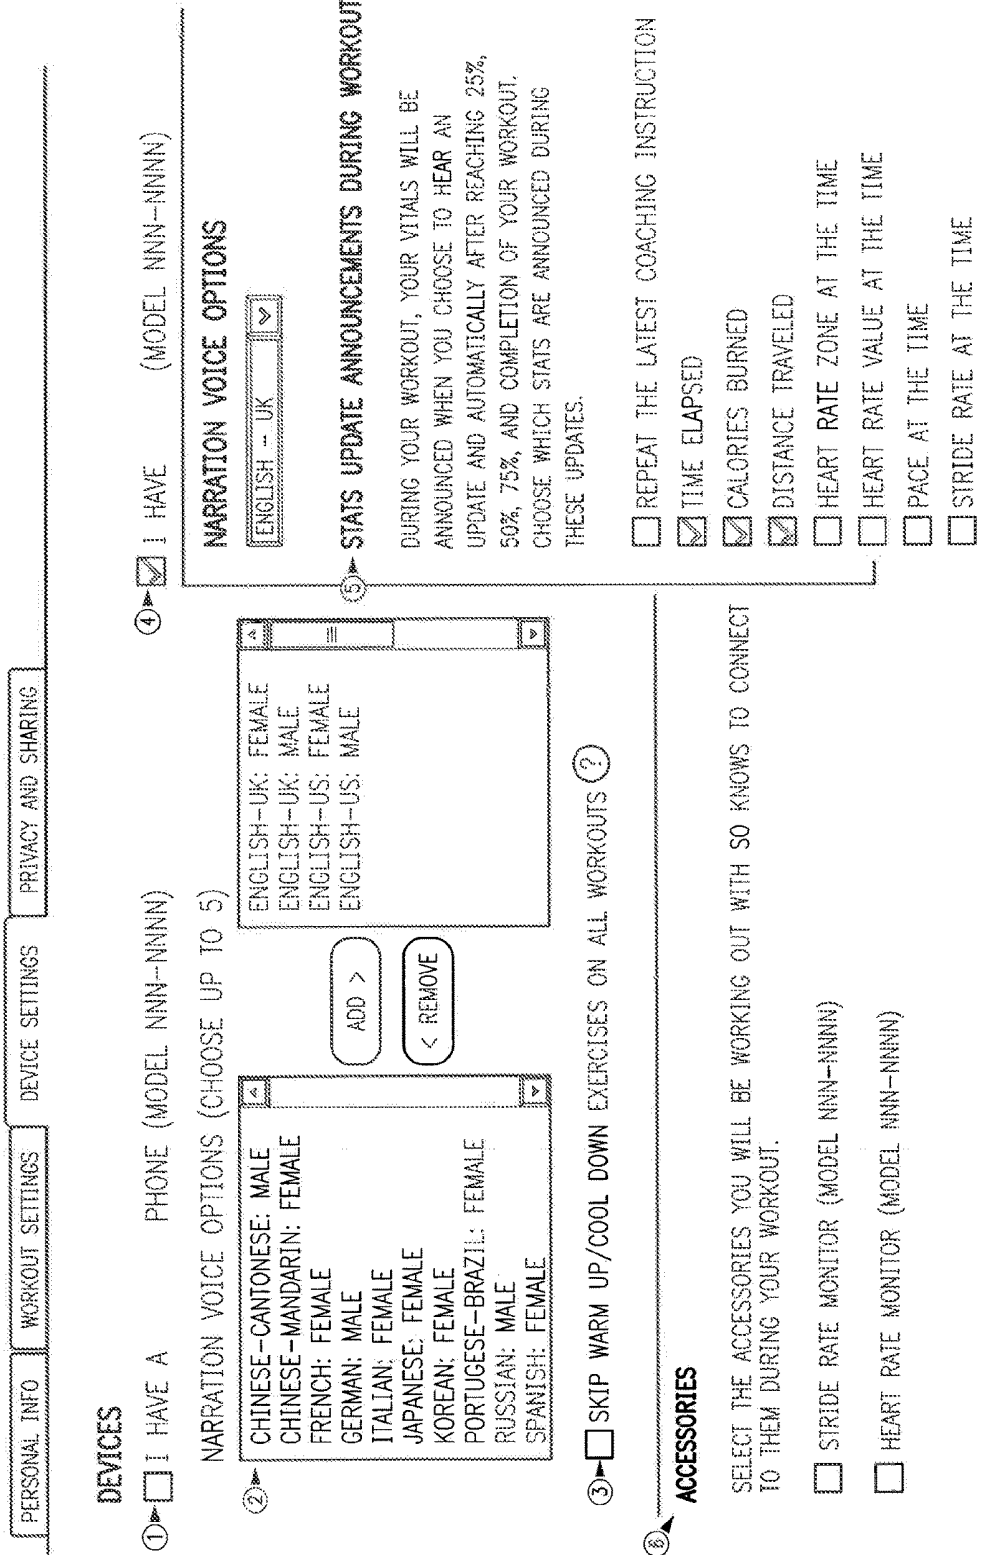 PERSONAL INFO
WORKOUT SETTINGS
DEVICE SETTINGS
PRIVACY AND SHARING
DEVICES
1
I HAVE A PHONE (MODEL NNN-NNNN)
NARRATION VOICE OPTIONS (CHOOSE UP TO 5)
2
CHINESE-CANTONESE: MALE
CHINESE-MANDARIN: FEMALE
FRENCH: FEMALE
GERMAN: MALE
ITALIAN: FEMALE
JAPANESE: FEMALE
KOREAN: FEMALE
PORTUGESE-BRAZIL: FEMALE
RUSSIAN: MALE
SPANISH: FEMALE
ADD >
< REMOVE
ENGLISH-UK: FEMALE
ENGLISH-UK: MALE
ENGLISH-US: FEMALE
ENGLISH-US: MALE
3
SKIP WARM UP/COOL DOWN EXERCISES ON ALL WORKOUTS ?
4
I HAVE (MODEL NNN-NNNN)
NARRATION VOICE OPTIONS
ENGLISH - UK
5
STATS UPDATE ANNOUNCEMENTS DURING WORKOUT
DURING YOUR WORKOUT, YOUR VITALS WILL BE
ANNOUNCED WHEN YOU CHOOSE TO HEAR AN
UPDATE AND AUTOMATICALLY AFTER REACHING 25%,
50%, 75%, AND COMPLETION OF YOUR WORKOUT.
CHOOSE WHICH STATS ARE ANNOUNCED DURING
THESE UPDATES.
REPEAT THE LATEST COACHING INSTRUCTION
TIME ELAPSED
CALORIES BURNED
DISTANCE TRAVELED
HEART RATE ZONE AT THE TIME
HEART RATE VALUE AT THE TIME
PACE AT THE TIME
STRIDE RATE AT THE TIME
6
ACCESSORIES
SELECT THE ACCESSORIES YOU WILL BE WORKING OUT WITH SO KNOWS TO CONNECT
TO THEM DURING YOUR WORKOUT.
STRIDE RATE MONITOR (MODEL NNN-NNNN)
HEART RATE MONITOR (MODEL NNN-NNNN)